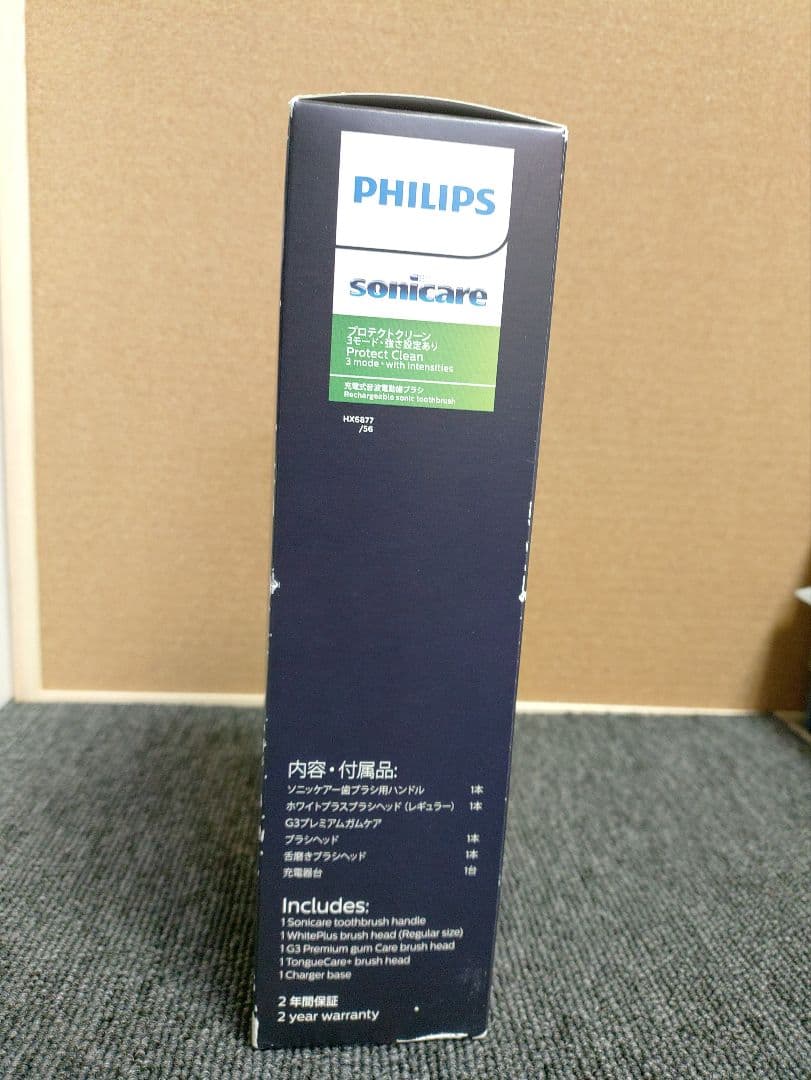 PHILIPS
sonicare
プロテクトクリーン
3モード・強さ設定あり
Protect Clean
3 mode・with intensities
充電式音波電動歯ブラシ
Rechargeable sonic toothbrush
HX6877
/56
内容・付属品:
ソニッケアー歯ブラシ用ハンドル 1本
ホワイトプラスブラシヘッド（レギュラー） 1本
G3プレミアムガムケア
ブラシヘッド 1本
舌磨きブラシヘッド 1本
充電器台 1台
Includes:
1 Sonicare toothbrush handle
1 WhitePlus brush head (Regular size)
1 G3 Premium gum Care brush head
1 TongueCare+ brush head
1 Charger base
2 年間保証
2 year warranty